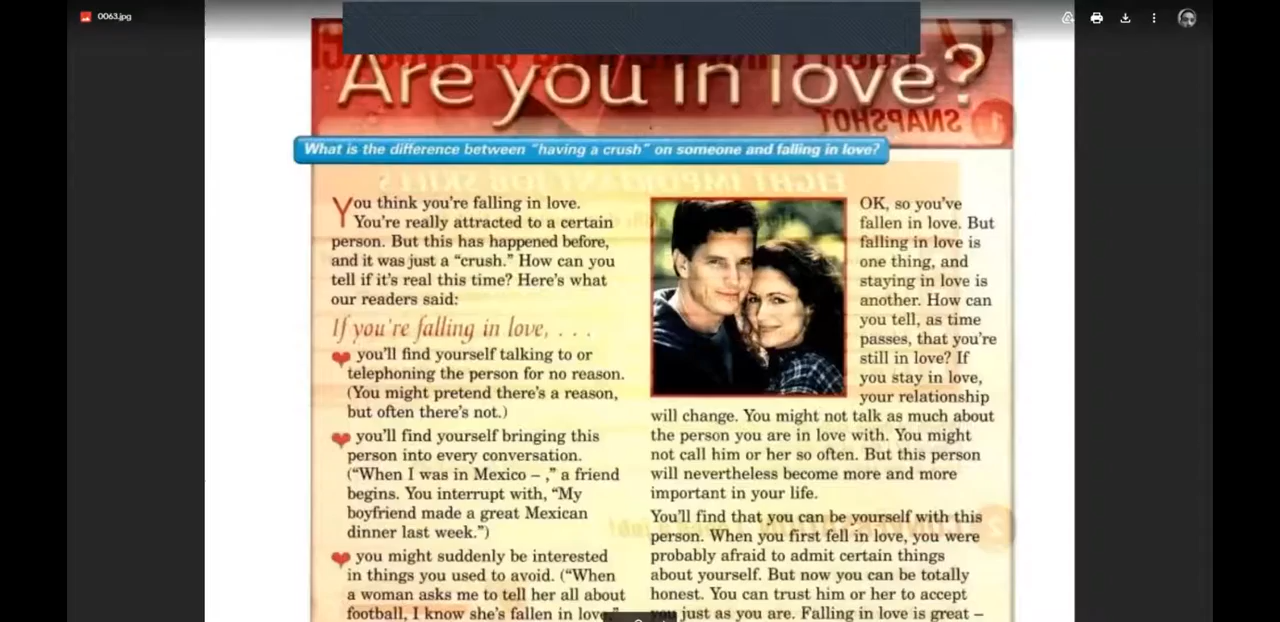 0063.jpg
Are you in love?
SNAPSHOT
What is the difference between "having a crush" on someone and falling in love?
EIGHT IMPORTANT JOB SKILLS
You think you're falling in love.
You're really attracted to a certain
person. But this has happened before,
and it was just a "crush." How can you
tell if it's real this time? Here's what
our readers said:
If you're falling in love, . . .
you'll find yourself talking to or
telephoning the person for no reason.
(You might pretend there's a reason,
but often there's not.)
you'll find yourself bringing this
person into every conversation.
("When I was in Mexico – ," a friend
begins. You interrupt with, "My
boyfriend made a great Mexican
dinner last week.")
you might suddenly be interested
in things you used to avoid. ("When
a woman asks me to tell her all about
football, I know she's fallen in love,"
OK, so you've
fallen in love. But
falling in love is
one thing, and
staying in love is
another. How can
you tell, as time
passes, that you're
still in love? If
you stay in love,
your relationship
will change. You might not talk as much about
the person you are in love with. You might
not call him or her so often. But this person
will nevertheless become more and more
important in your life.
You'll find that you can be yourself with this
person. When you first fell in love, you were
probably afraid to admit certain things
about yourself. But now you can be totally
honest. You can trust him or her to accept
you just as you are. Falling in love is great –